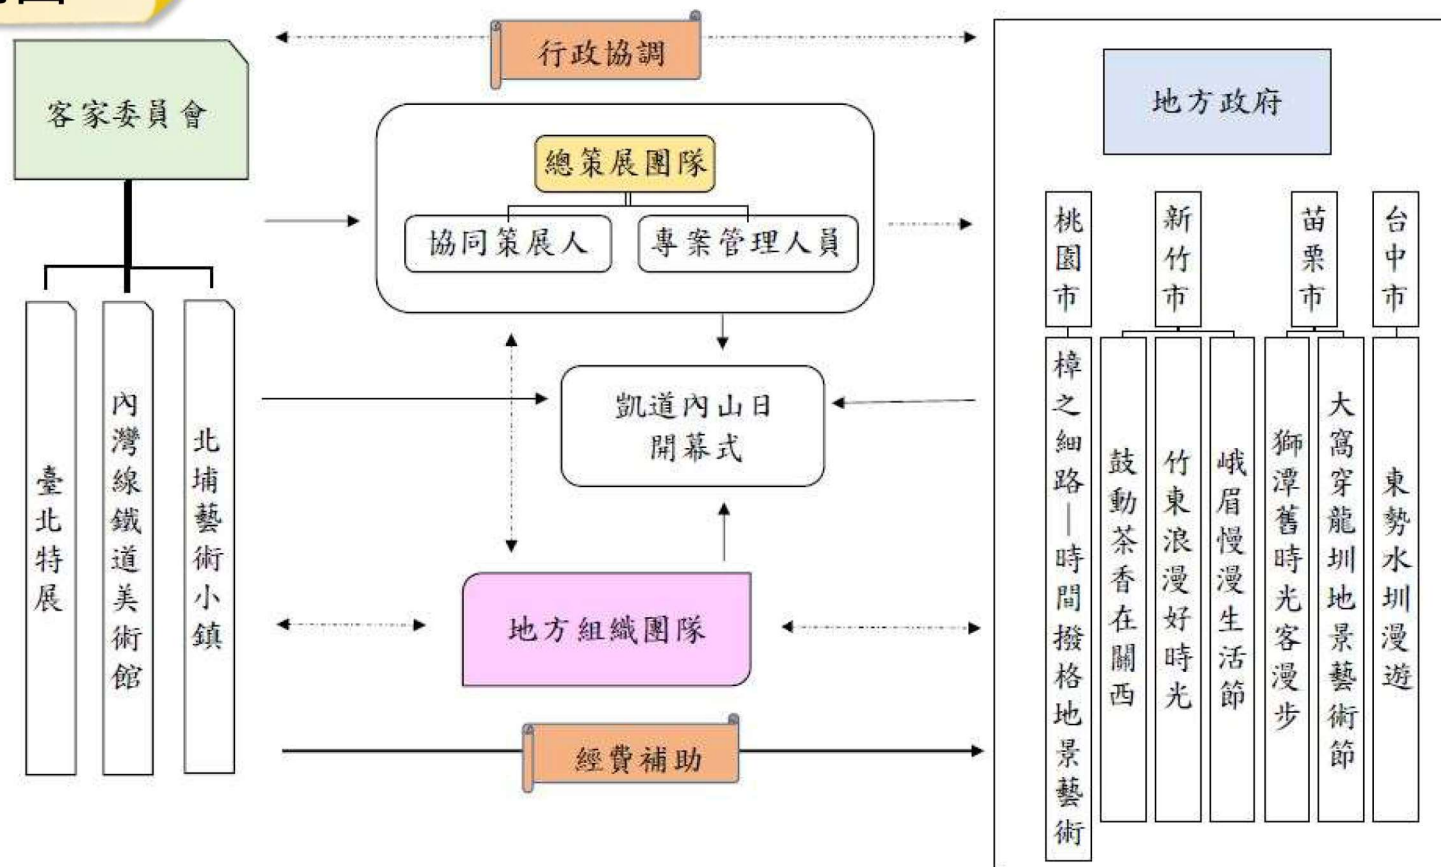 圖
行政協調
客家委員會
地方政府
總策展團隊
協同策展人
專案管理人員
桃園市
新竹市
苗栗市
台中市
凱道內山日
開幕式
臺北特展
內灣線鐵道美術館
北埔藝術小鎮
樟之細路—時間撥格地景藝術
鼓動茶香在關西
竹東浪漫好時光
峨眉慢漫生活節
獅潭舊時光客漫步
大窩穿龍圳地景藝術節
東勢水圳漫遊
地方組織團隊
經費補助